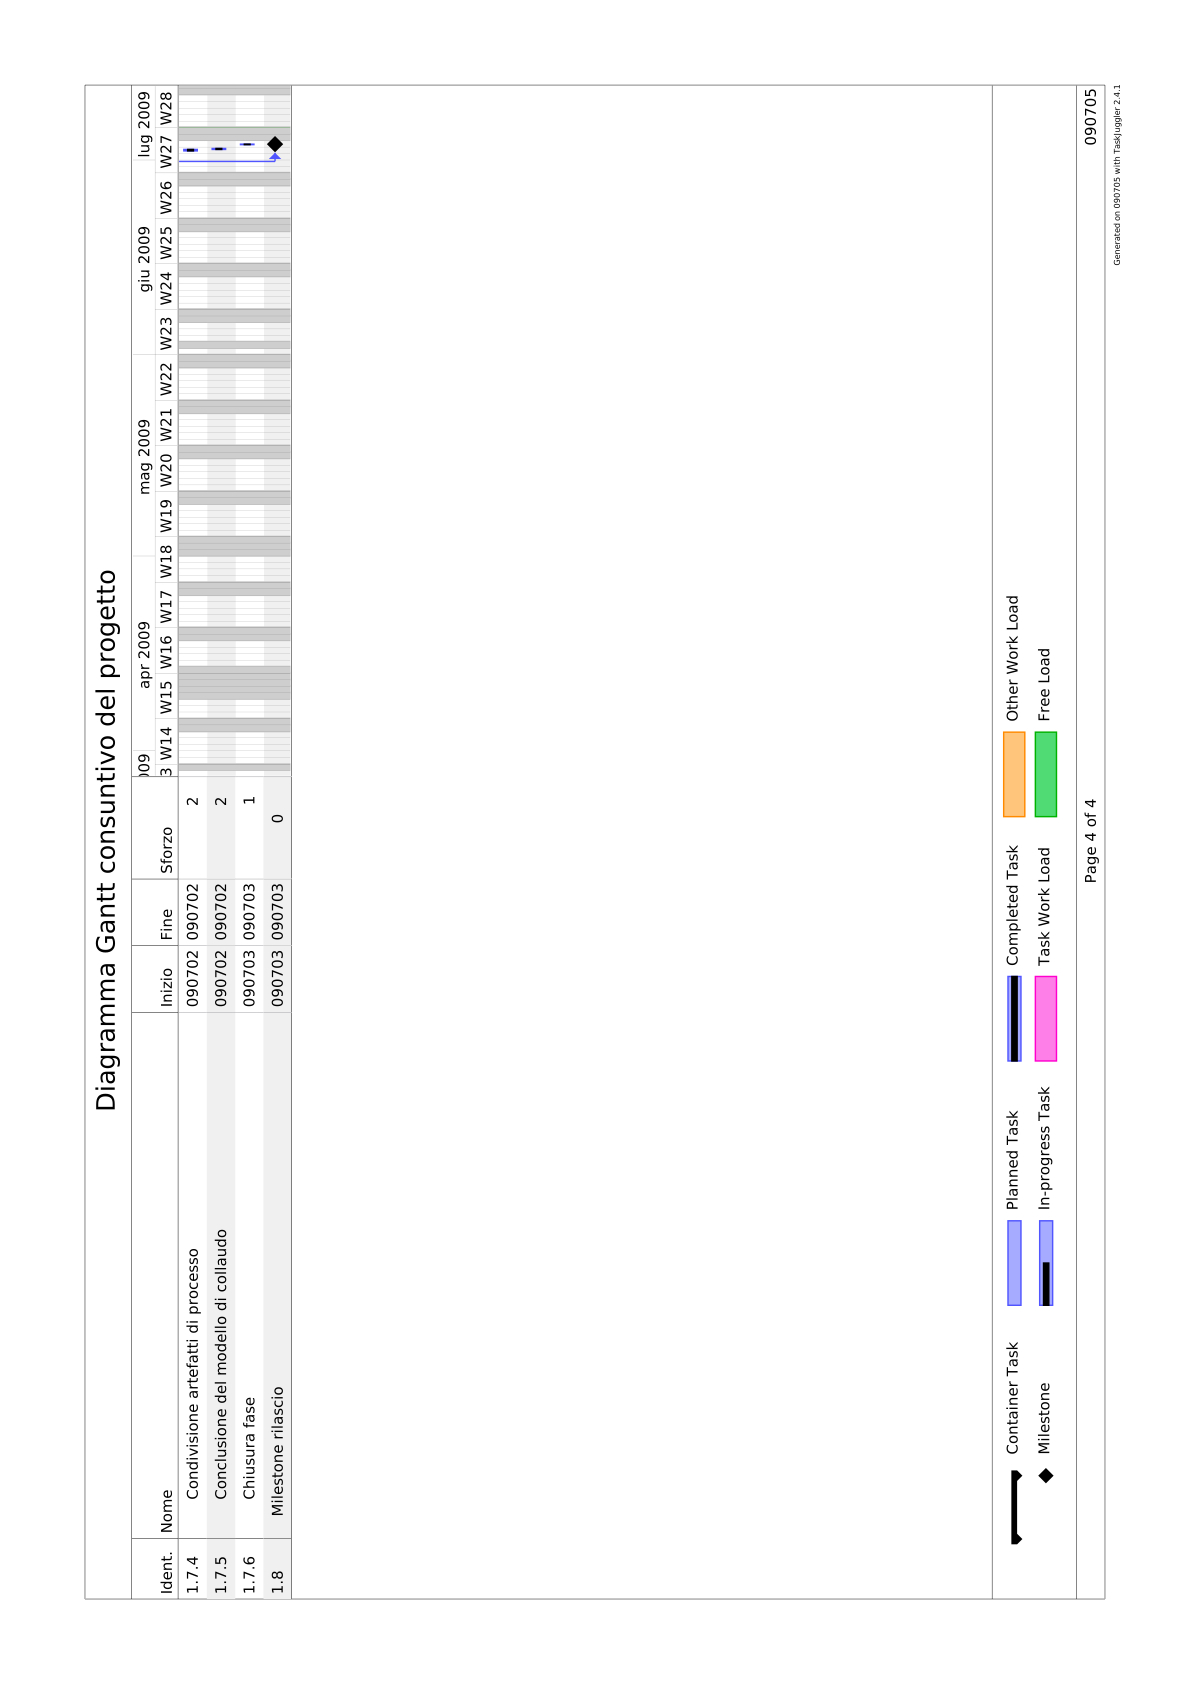 Diagramma Gantt consuntivo del progetto
009 apr 2009 mag 2009 giu 2009 lug 2009
Ident. Nome Inizio Fine Sforzo 3 W14 W15 W16 W17 W18 W19 W20 W21 W22 W23 W24 W25 W26 W27 W28
1.7.4 Condivisione artefatti di processo 090702 090702 2
1.7.5 Conclusione del modello di collaudo 090702 090702 2
1.7.6 Chiusura fase 090703 090703 1
1.8 Milestone rilascio 090703 090703 0
Container Task Planned Task Completed Task Other Work Load
Milestone In-progress Task Task Work Load Free Load
Page 4 of 4 090705
Generated on 090705 with TaskJuggler 2.4.1